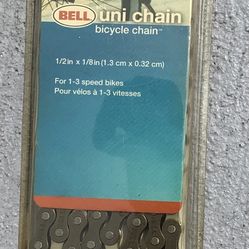 BELL uni chain
bicycle chain™
1/2in x 1/8in (1.3 cm x 0.32 cm)
For 1-3 speed bikes
Pour vélos à 1-3 vitesses